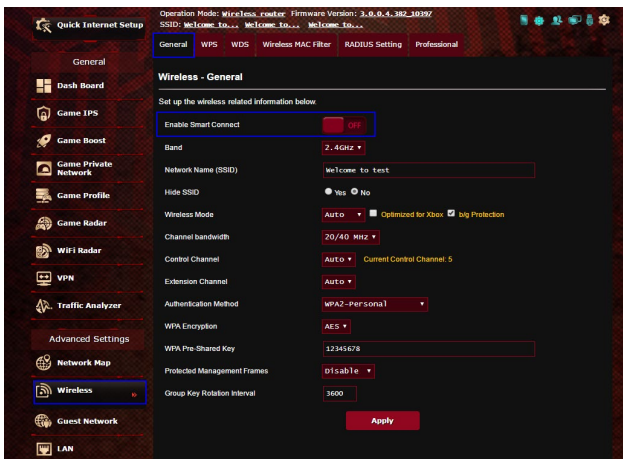 Quick Internet Setup
Operation Mode: Wireless router Firmware Version: 3.0.0.4.382_10397
SSID: Welcome to... Welcome to... Welcome to...
General WPS WDS Wireless MAC Filter RADIUS Setting Professional
General
Dash Board
Game IPS
Game Boost
Game Private
Network
Game Profile
Game Radar
WiFi Radar
VPN
Traffic Analyzer
Advanced Settings
Network Map
Wireless
Guest Network
LAN
Wireless - General
Set up the wireless related information below.
Enable Smart Connect OFF
Band 2.4GHz
Network Name (SSID) Welcome to test
Hide SSID Yes No
Wireless Mode Auto Optimized for Xbox b/g Protection
Channel bandwidth 20/40 MHz
Control Channel Auto Current Control Channel: 5
Extension Channel Auto
Authentication Method WPA2-Personal
WPA Encryption AES
WPA Pre-Shared Key 12345678
Protected Management Frames Disable
Group Key Rotation Interval 3600
Apply